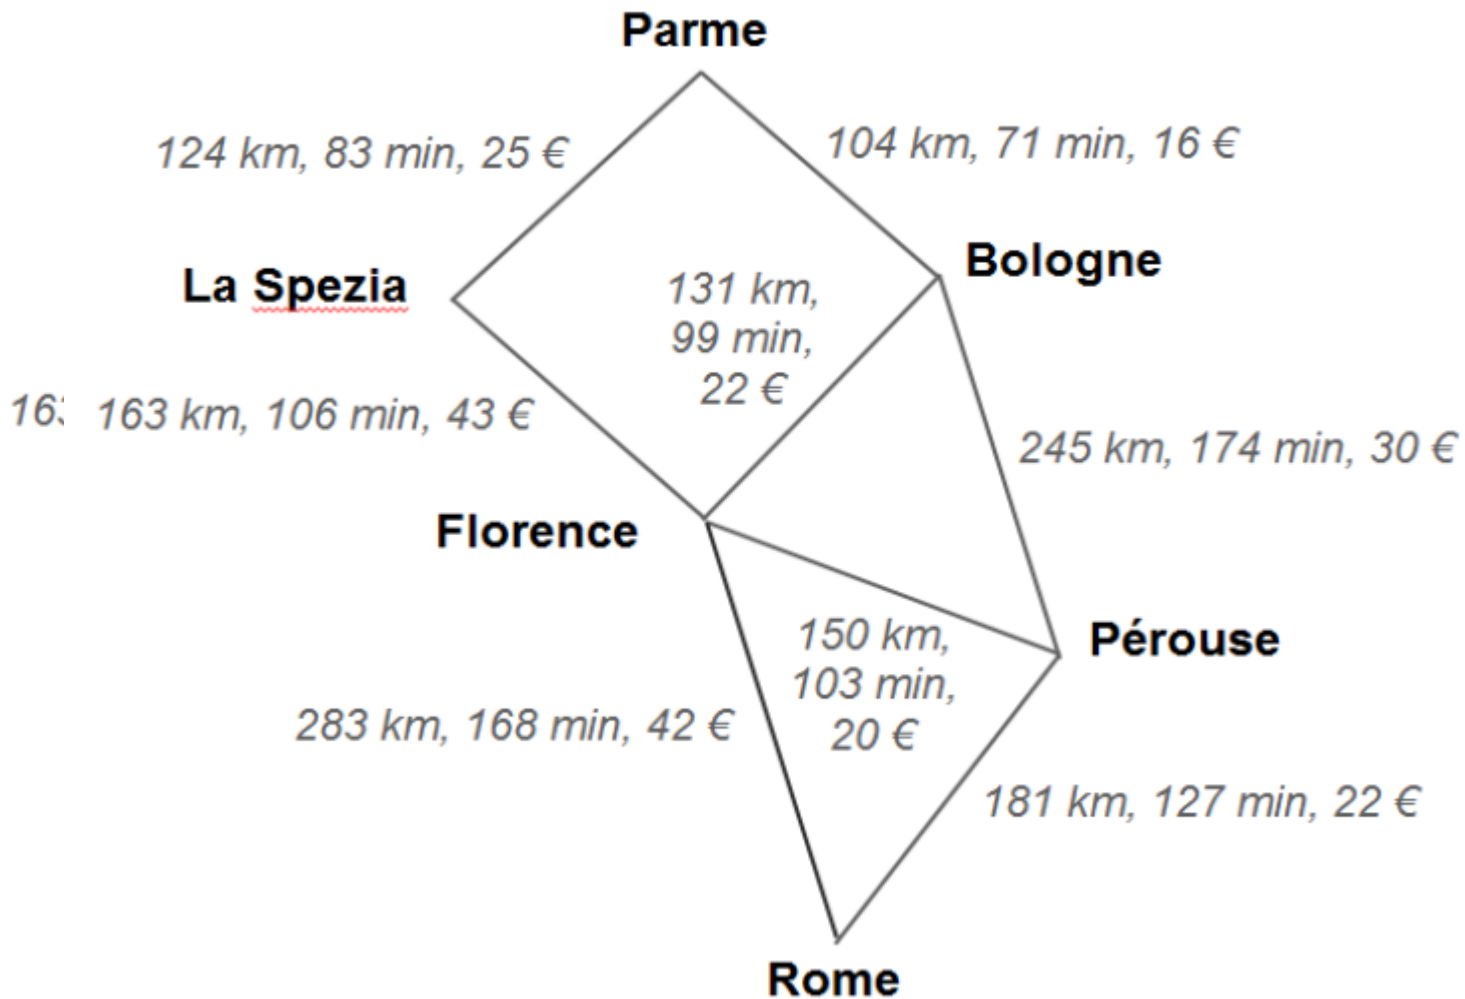 Parme
124 km, 83 min, 25 €
104 km, 71 min, 16 €
La Spezia
Bologne
131 km,
99 min,
22 €
163 km, 106 min, 43 €
245 km, 174 min, 30 €
Florence
150 km,
103 min,
20 €
Pérouse
283 km, 168 min, 42 €
181 km, 127 min, 22 €
Rome